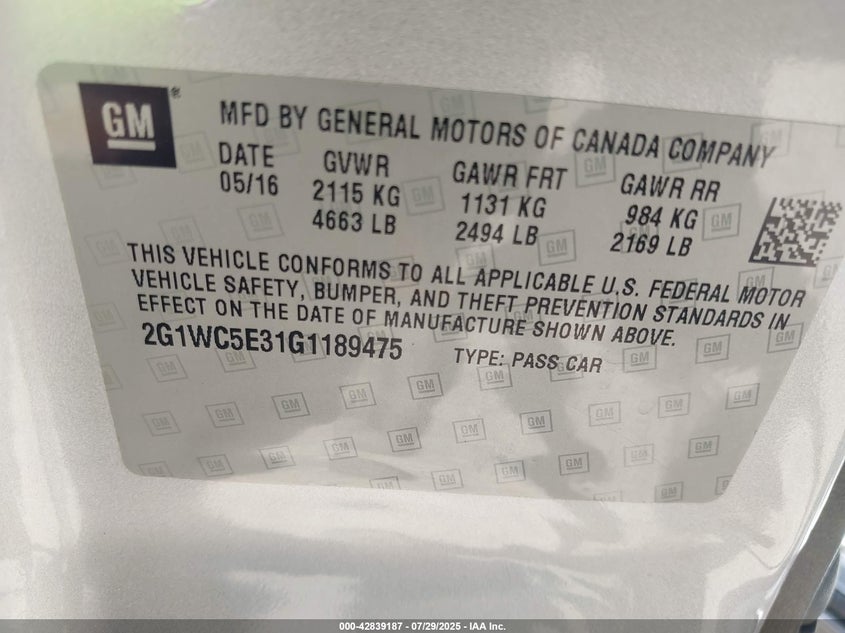 GM®
MFD BY GENERAL MOTORS OF CANADA COMPANY
DATE GVWR GAWR FRT GAWR RR
05/16 2115 KG 1131 KG 984 KG
4663 LB 2494 LB 2169 LB
THIS VEHICLE CONFORMS TO ALL APPLICABLE U.S. FEDERAL MOTOR
VEHICLE SAFETY, BUMPER, AND THEFT PREVENTION STANDARDS IN
EFFECT ON THE DATE OF MANUFACTURE SHOWN ABOVE.
2G1WC5E31G1189475 TYPE: PASS CAR
000-42839187 - 07/29/2025 - IAA Inc.